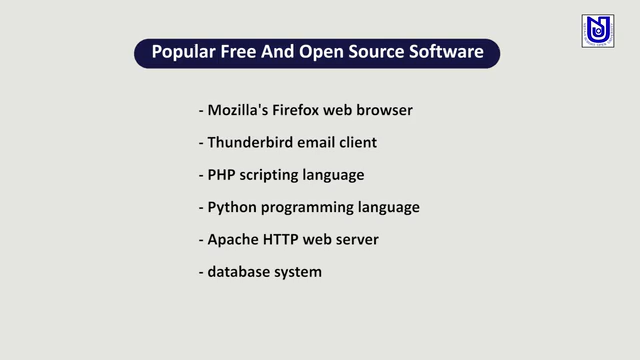 Popular Free And Open Source Software
- Mozilla's Firefox web browser
- Thunderbird email client
- PHP scripting language
- Python programming language
- Apache HTTP web server
- database system